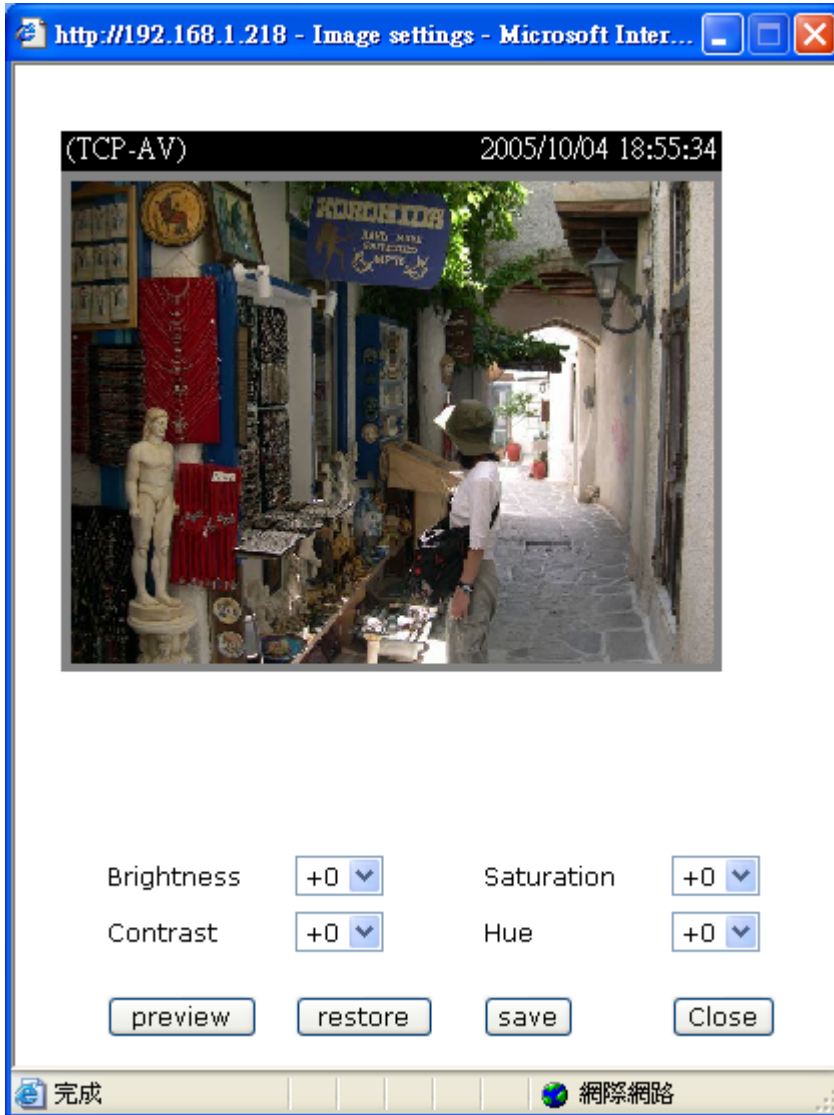 http://192.168.1.218 - Image settings - Microsoft Inter...
(TCP-AV) 2005/10/04 18:55:34
Brightness +0 Saturation +0
Contrast +0 Hue +0
preview restore save Close
完成 網際網路